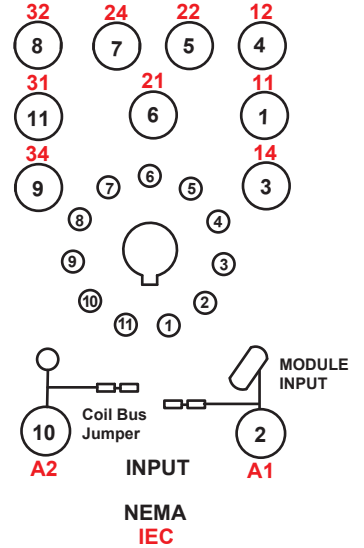 32 24 22 12
8 7 5 4
31 21 11
11 6 1
34 14
9 3
6
7 5
8 4
9 3
10 2
11 1
MODULE
INPUT
Coil Bus
Jumper
10 2
A2 INPUT A1
NEMA
IEC